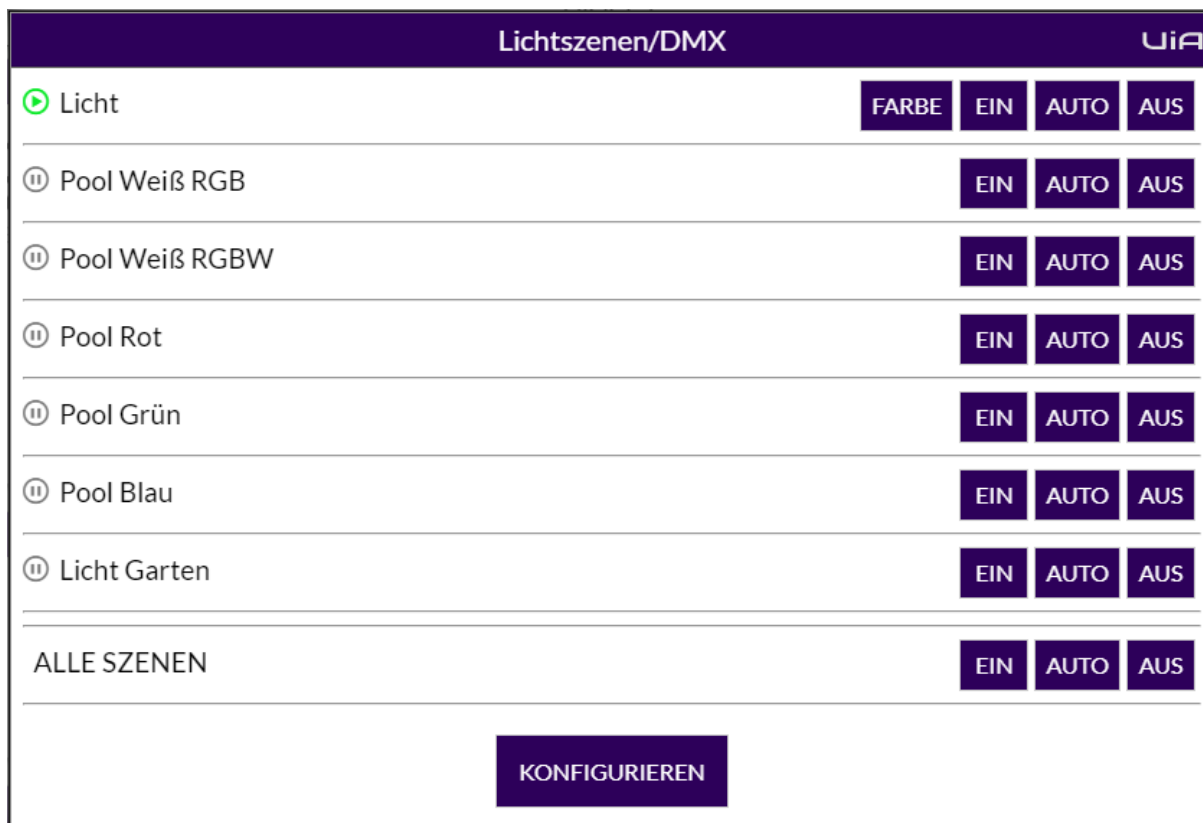 Lichtszenen/DMX
Licht FARBE EIN AUTO AUS
Pool Weiß RGB EIN AUTO AUS
Pool Weiß RGBW EIN AUTO AUS
Pool Rot EIN AUTO AUS
Pool Grün EIN AUTO AUS
Pool Blau EIN AUTO AUS
Licht Garten EIN AUTO AUS
ALLE SZENEN EIN AUTO AUS
KONFIGURIEREN